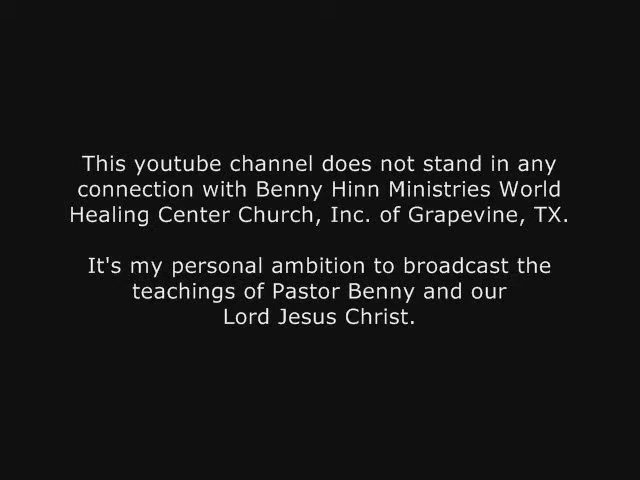 This youtube channel does not stand in any
connection with Benny Hinn Ministries World
Healing Center Church, Inc. of Grapevine, TX.
It's my personal ambition to broadcast the
teachings of Pastor Benny and our
Lord Jesus Christ.